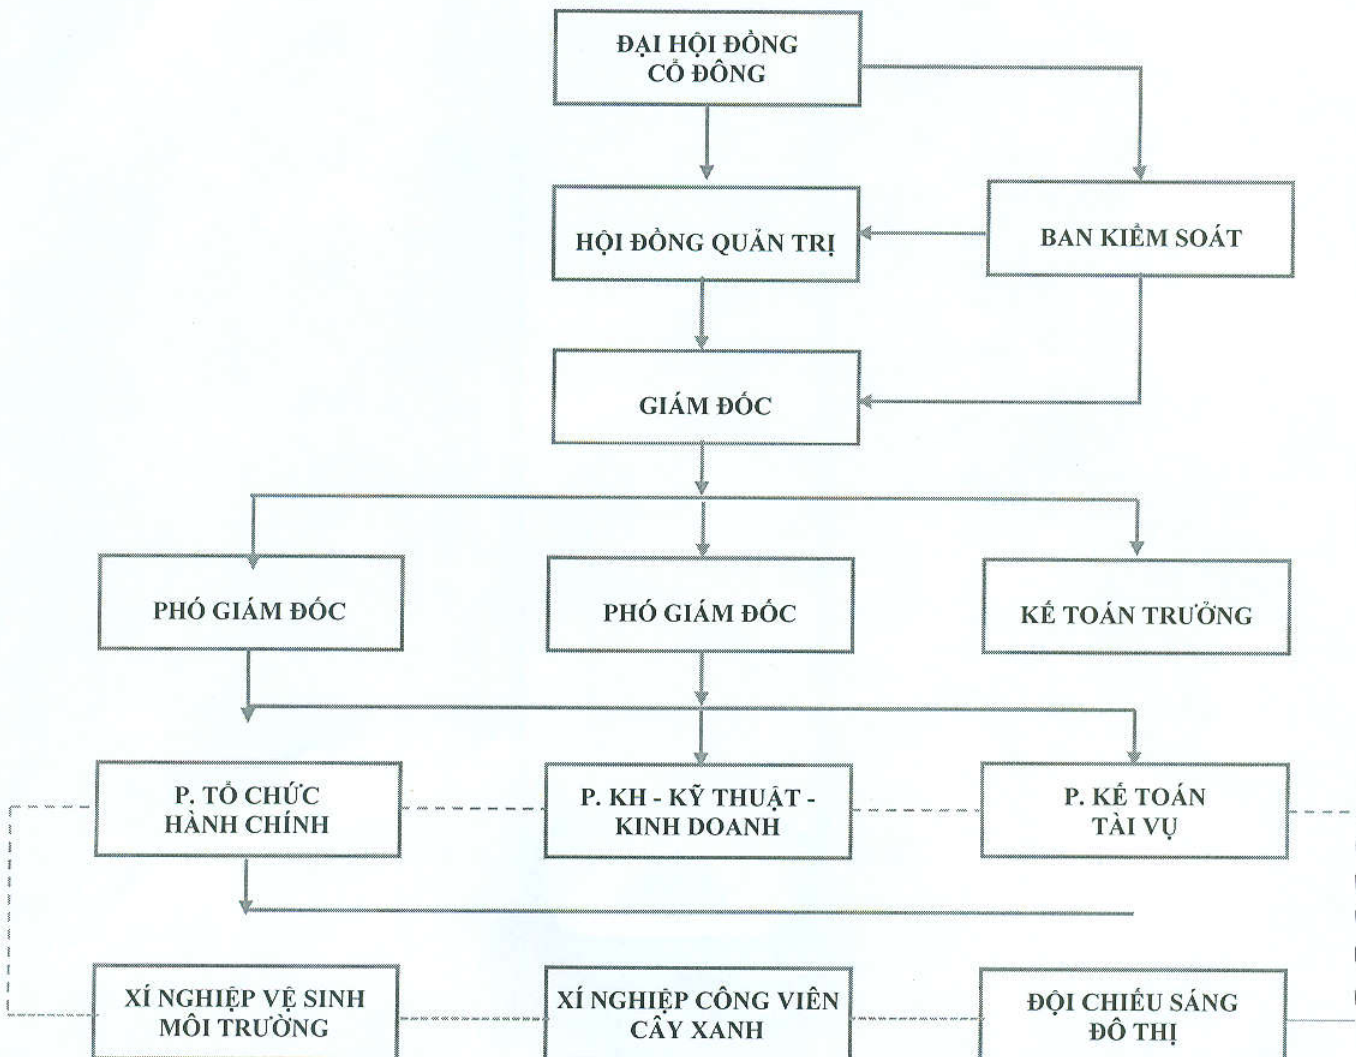 ĐẠI HỘI ĐỒNG
CỔ ĐÔNG
HỘI ĐỒNG QUẢN TRỊ
BAN KIỂM SOÁT
GIÁM ĐỐC
PHÓ GIÁM ĐỐC
PHÓ GIÁM ĐỐC
KẾ TOÁN TRƯỞNG
P. TỔ CHỨC
HÀNH CHÍNH
P. KH - KỸ THUẬT -
KINH DOANH
P. KẾ TOÁN
TÀI VỤ
XÍ NGHIỆP VỆ SINH
MÔI TRƯỜNG
XÍ NGHIỆP CÔNG VIÊN
CÂY XANH
ĐỘI CHIẾU SÁNG
ĐÔ THỊ